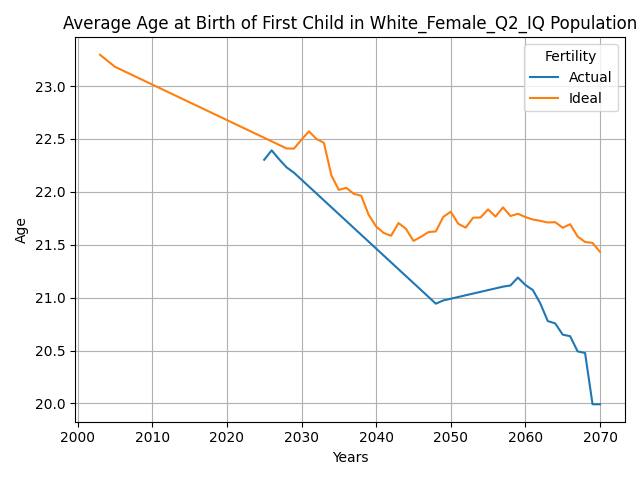 Average Age at Birth of First Child in White_Female_Q2_IQ Population
Fertility
Actual
Ideal
23.0
22.5
22.0
21.5
21.0
20.5
20.0
Age
2000 2010 2020 2030 2040 2050 2060 2070
Years